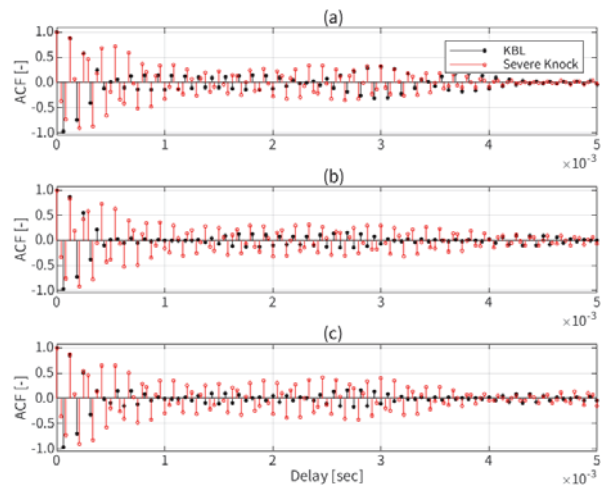 (a)
1.0
0.5
0.0
-0.5
-1.0
ACF [-]
KBL
Severe Knock
0 1 2 3 4 5
×10⁻³
(b)
1.0
0.5
0.0
-0.5
-1.0
ACF [-]
0 1 2 3 4 5
×10⁻³
(c)
1.0
0.5
0.0
-0.5
-1.0
ACF [-]
0 1 2 3 4 5
Delay [sec]
×10⁻³